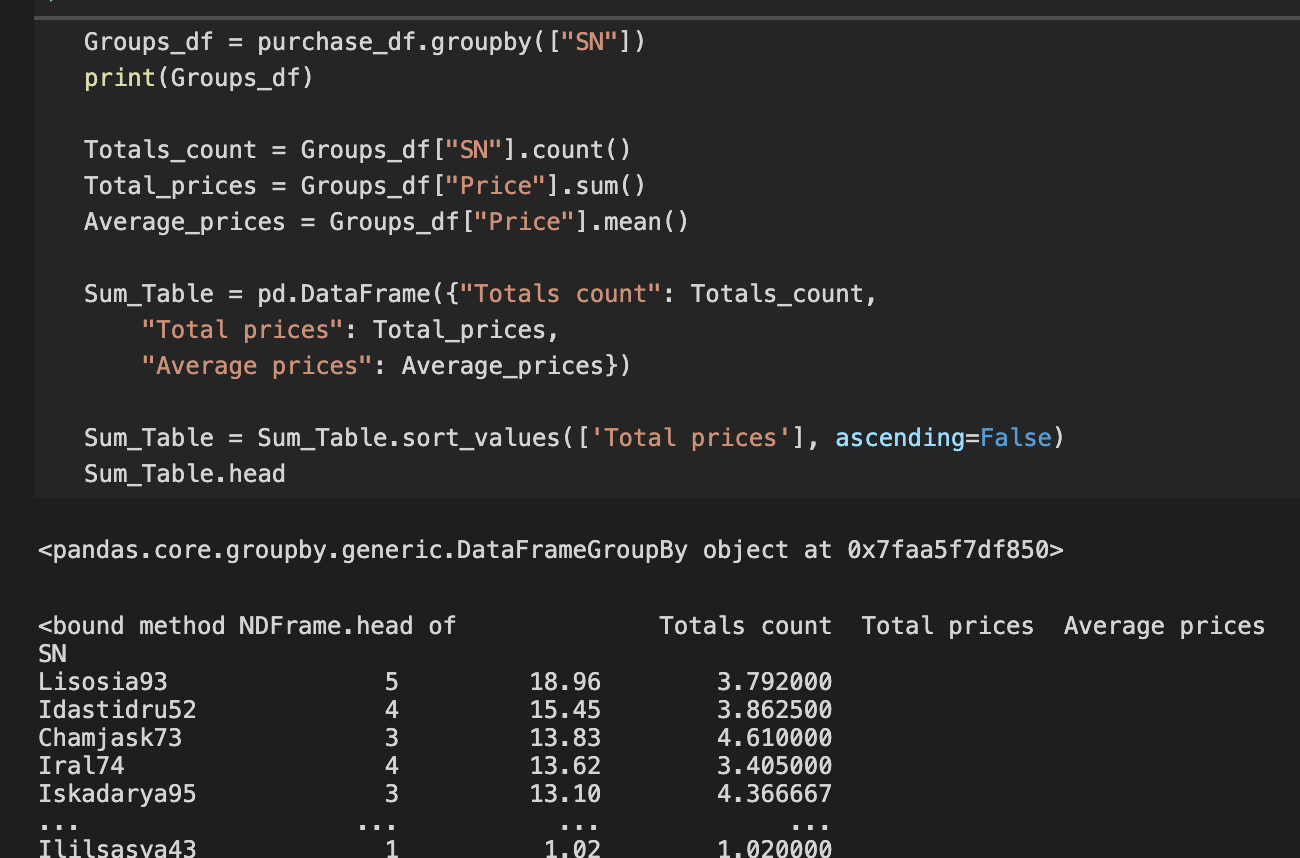 Groups_df = purchase_df.groupby(["SN"])
print(Groups_df)
Totals_count = Groups_df["SN"].count()
Total_prices = Groups_df["Price"].sum()
Average_prices = Groups_df["Price"].mean()
Sum_Table = pd.DataFrame({"Totals count": Totals_count,
    "Total prices": Total_prices,
    "Average prices": Average_prices})
Sum_Table = Sum_Table.sort_values(['Total prices'], ascending=False)
Sum_Table.head
<pandas.core.groupby.generic.DataFrameGroupBy object at 0x7faa5f7df850>
<bound method NDFrame.head of              Totals count  Total prices  Average prices
SN
Lisosia93               5         18.96        3.792000
Idastidru52             4         15.45        3.862500
Chamjask73              3         13.83        4.610000
Iral74                  4         13.62        3.405000
Iskadarya95             3         13.10        4.366667
...                   ...           ...             ...
Ililsasya43             1          1.02        1.020000